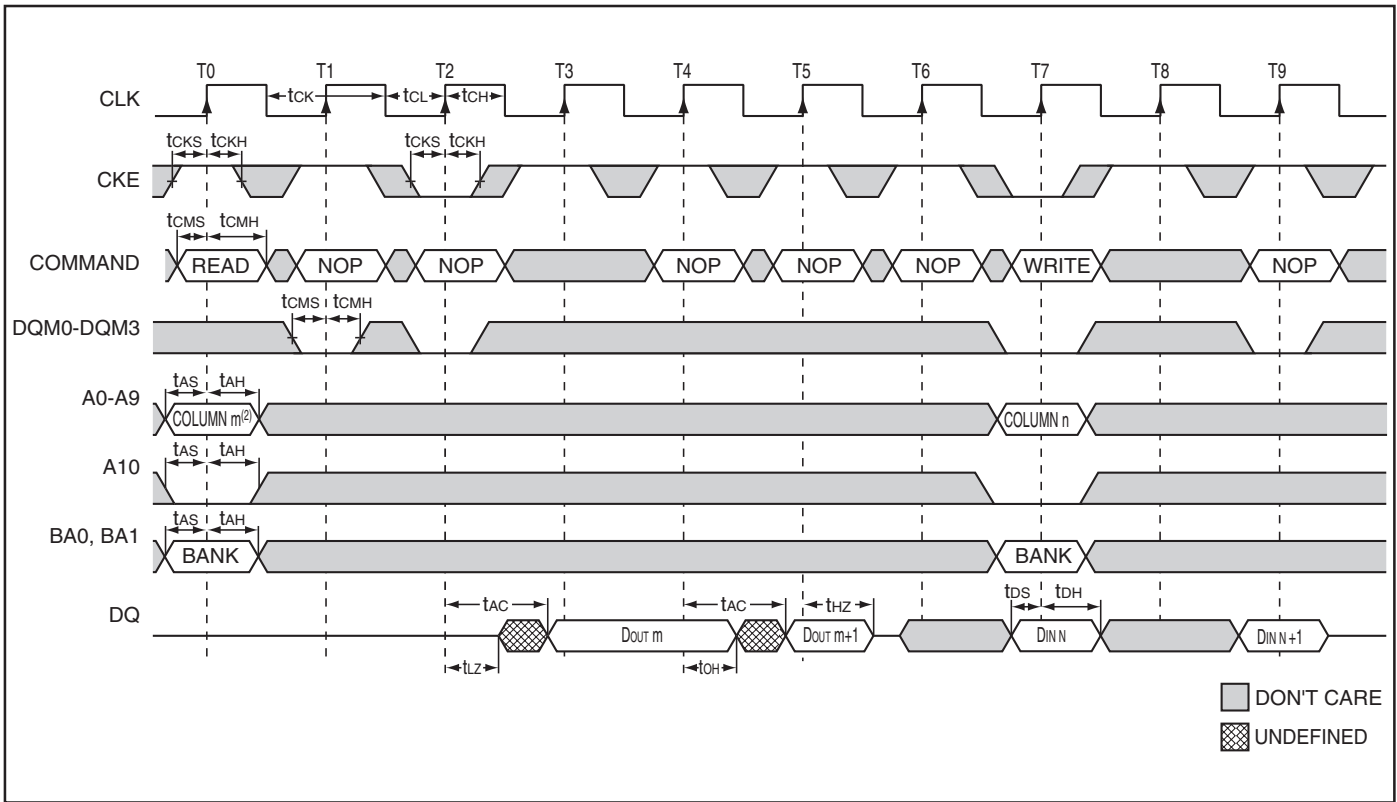 T0 T1 T2 T3 T4 T5 T6 T7 T8 T9
CLK
tCK tCL tCH
tCKS tCKH tCKS tCKH
CKE
tCMS tCMH
COMMAND READ NOP NOP NOP NOP NOP WRITE NOP
tCMS tCMH
DQM0-DQM3
tAS tAH
A0-A9 COLUMN m(2) COLUMN n
tAS tAH
A10
tAS tAH
BA0, BA1 BANK BANK
tAC tAC tHZ tDS tDH
DQ DOUT m DOUT m+1 DIN N DIN N+1
tLZ tOH
DON'T CARE
UNDEFINED